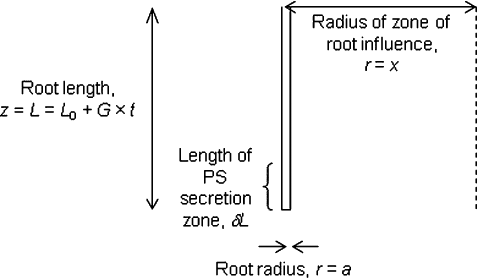 Radius of zone of
root influence,
r = x
Root length,
z = L = L₀ + G × t
Length of
PS
secretion
zone, δL
Root radius, r = a